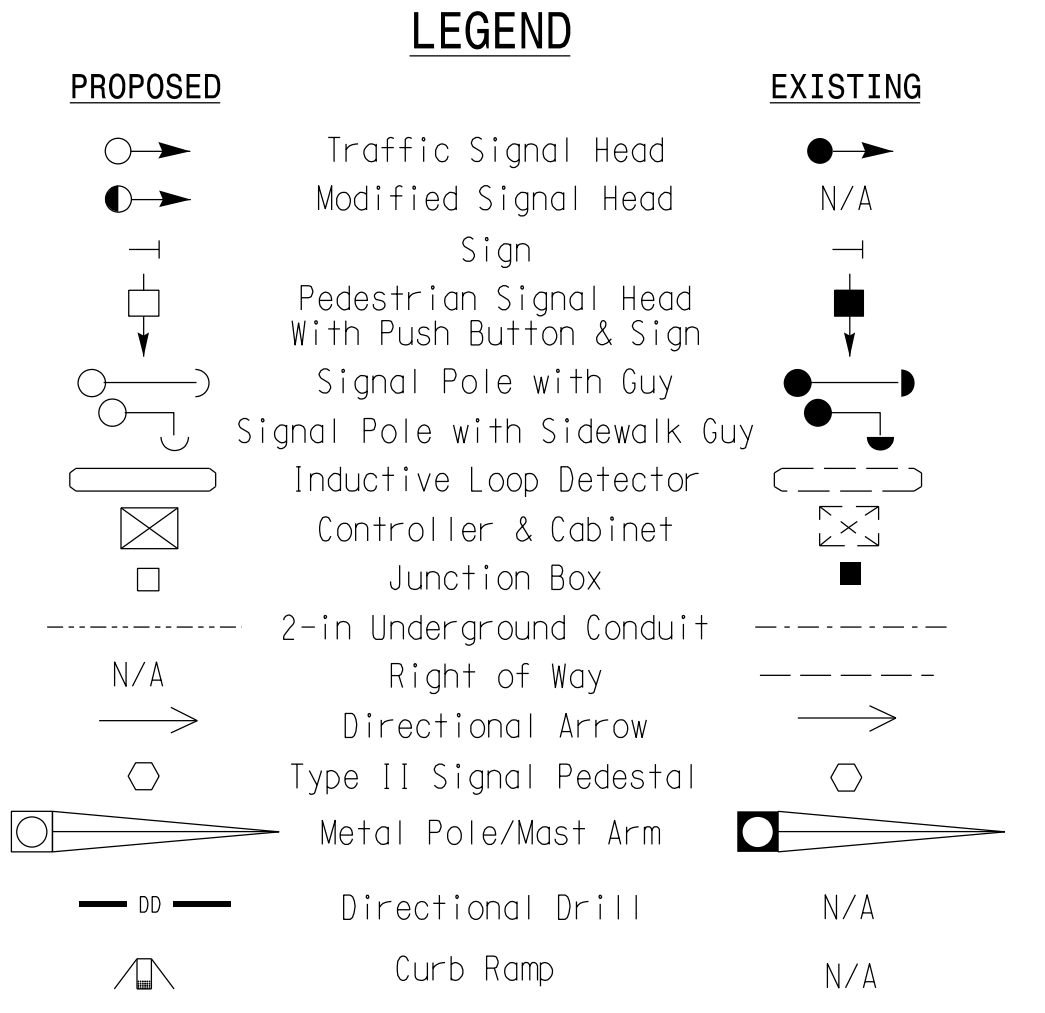 LEGEND
PROPOSED EXISTING
Traffic Signal Head
Modified Signal Head N/A
Sign
Pedestrian Signal Head
With Push Button & Sign
Signal Pole with Guy
Signal Pole with Sidewalk Guy
Inductive Loop Detector
Controller & Cabinet
Junction Box
2-in Underground Conduit
N/A Right of Way
Directional Arrow
Type II Signal Pedestal
Metal Pole/Mast Arm
DD Directional Drill N/A
Curb Ramp N/A